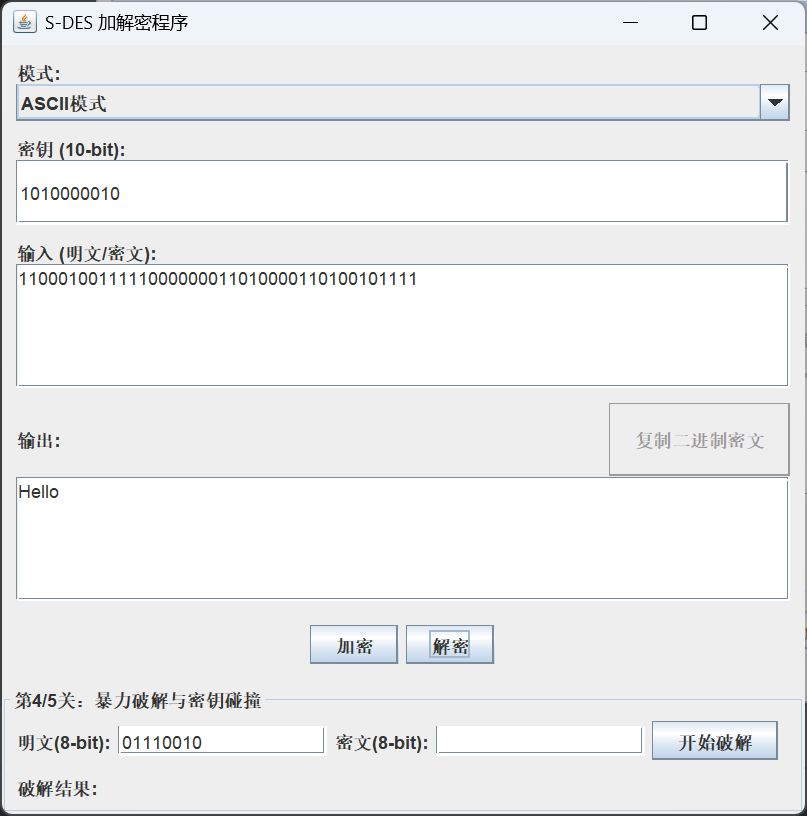 S-DES 加解密程序
模式:
ASCII模式
密钥 (10-bit):
1010000010
输入 (明文/密文):
1100010011111000000011010000110100101111
输出:
复制二进制密文
Hello
加密 解密
第4/5关：暴力破解与密钥碰撞
明文(8-bit): 01110010 密文(8-bit): 开始破解
破解结果: